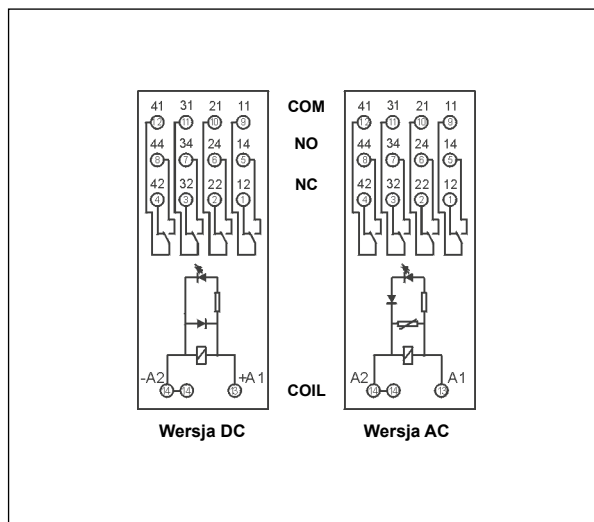 41 31 21 11 COM 41 31 21 11
12 11 10 9 12 11 10 9
44 34 24 14 NO 44 34 24 14
8 7 6 5 8 7 6 5
42 32 22 12 NC 42 32 22 12
4 3 2 1 4 3 2 1
-A2 +A1 A2 A1
14 14 13 COIL 14 14 13
Wersja DC Wersja AC